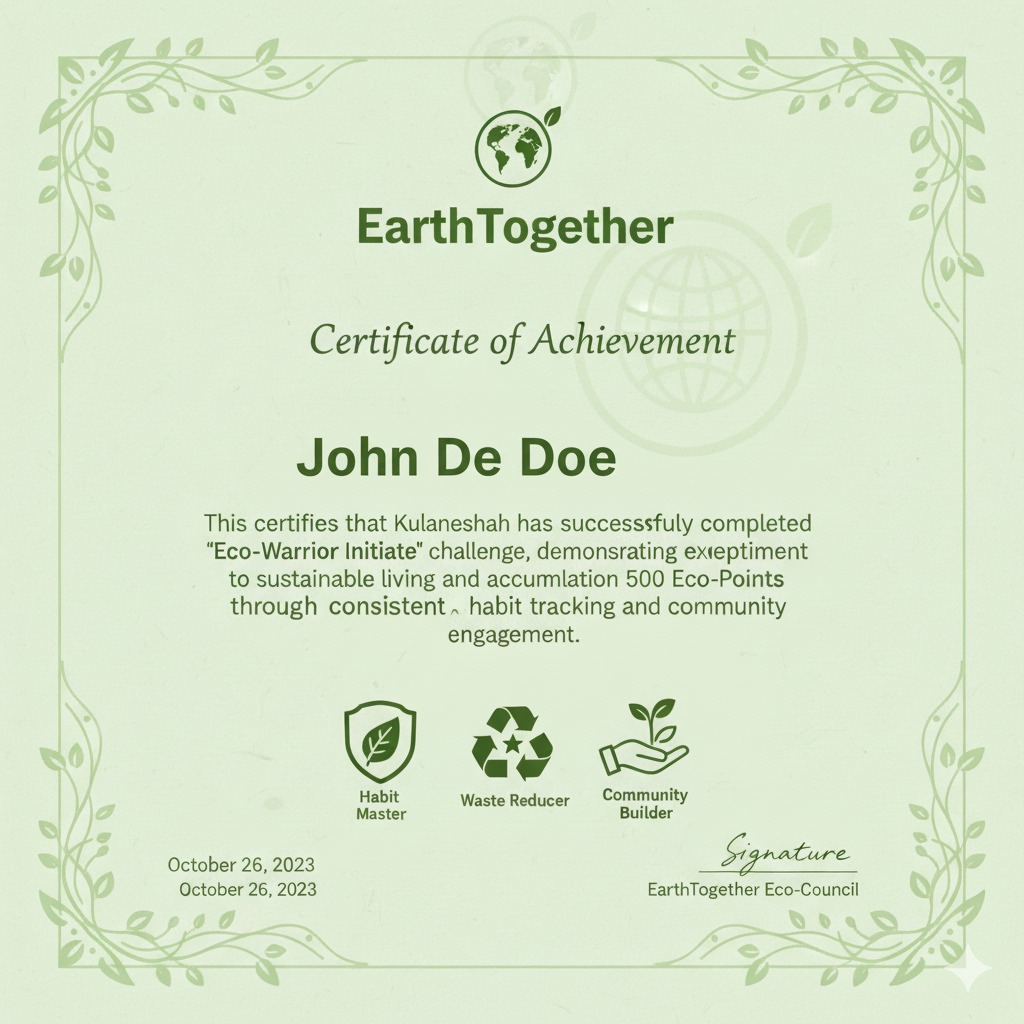 EarthTogether
Certificate of Achievement
John De Doe
This certifies that Kulaneshah has successsfuly completed
"Eco-Warrior Initiate" challenge, demonsrating
to sustainable living and accumlation 500 Eco-Points
through consistent ‸ habit tracking and community
engagement.
Habit
Master
Waste Reducer
Community
Builder
October 26, 2023
October 26, 2023
Signature
EarthTogether Eco-Council